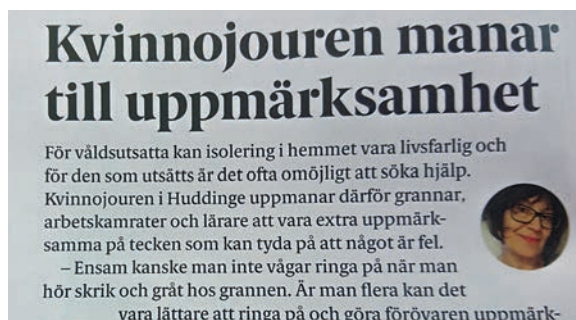 Kvinnojouren manar
till uppmärksamhet
För våldsutsatta kan isolering i hemmet vara livsfarlig och
för den som utsätts är det ofta omöjligt att söka hjälp.
Kvinnojouren i Huddinge uppmanar därför grannar,
arbetskamrater och lärare att vara extra uppmärk-
samma på tecken som kan tyda på att något är fel.
– Ensam kanske man inte vågar ringa på när man
hör skrik och gråt hos grannen. Är man flera kan det
vara lättare att ringa på och göra förövaren uppmärk-